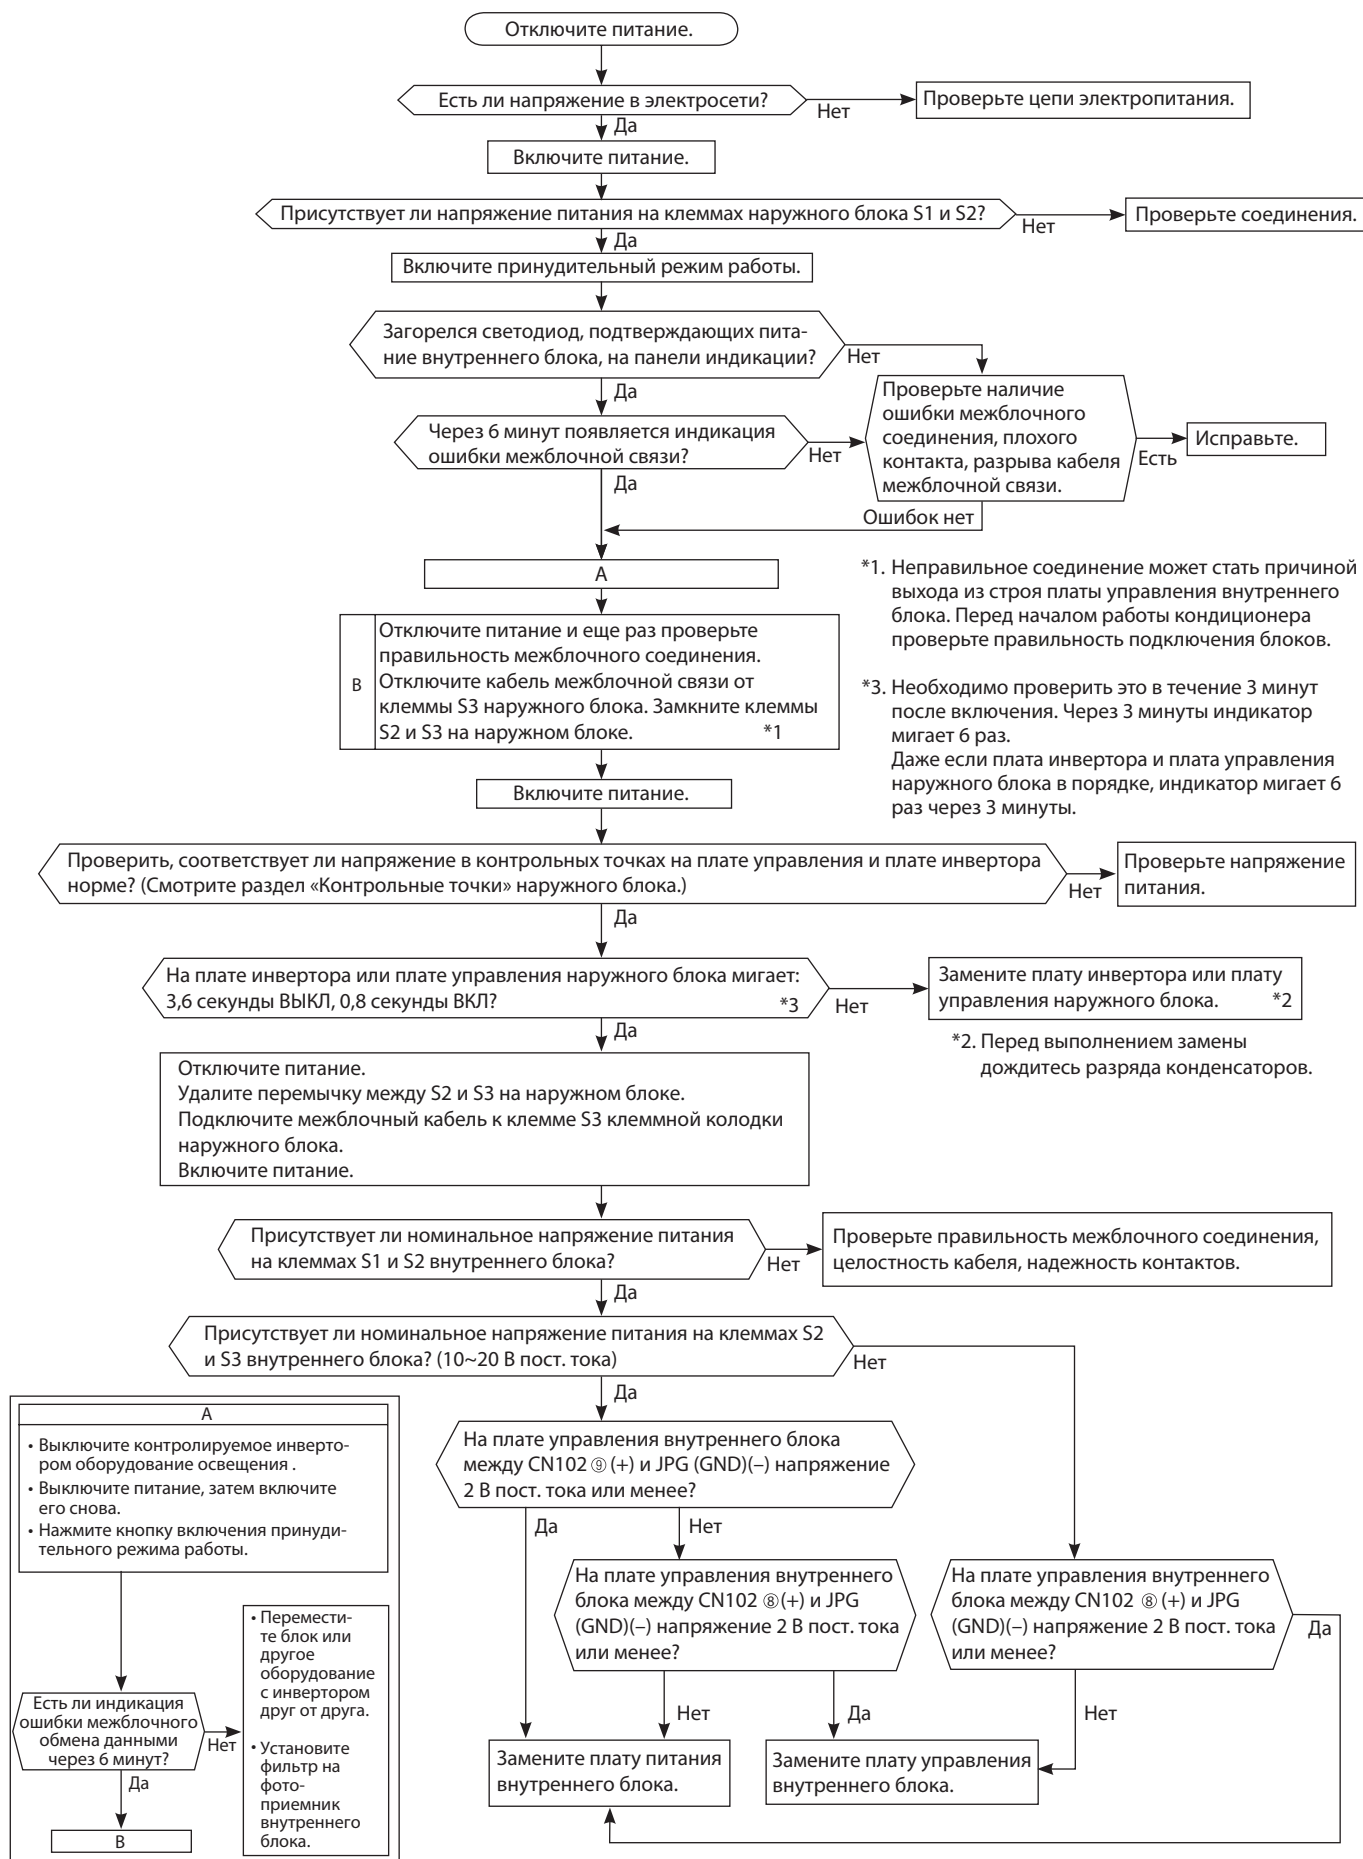 Отключите питание.
Есть ли напряжение в электросети?
Нет
Проверьте цепи электропитания.
Да
Включите питание.
Присутствует ли напряжение питания на клеммах наружного блока S1 и S2?
Нет
Проверьте соединения.
Да
Включите принудительный режим работы.
Загорелся светодиод, подтверждающих пита-
ние внутреннего блока, на панели индикации?
Нет
Да
Проверьте наличие
ошибки межблочного
соединения, плохого
контакта, разрыва кабеля
межблочной связи.
Через 6 минут появляется индикация
ошибки межблочной связи?
Нет
Есть
Исправьте.
Да
Ошибок нет
A
*1. Неправильное соединение может стать причиной
выхода из строя платы управления внутреннего
блока. Перед началом работы кондиционера
проверьте правильность подключения блоков.
B
Отключите питание и еще раз проверьте
правильность межблочного соединения.
Отключите кабель межблочной связи от
клеммы S3 наружного блока. Замкните клеммы
S2 и S3 на наружном блоке. *1
*3. Необходимо проверить это в течение 3 минут
после включения. Через 3 минуты индикатор
мигает 6 раз.
Даже если плата инвертора и плата управления
наружного блока в порядке, индикатор мигает 6
раз через 3 минуты.
Включите питание.
Проверить, соответствует ли напряжение в контрольных точках на плате управления и плате инвертора
норме? (Смотрите раздел «Контрольные точки» наружного блока.)
Нет
Проверьте напряжение
питания.
Да
На плате инвертора или плате управления наружного блока мигает:
3,6 секунды ВЫКЛ, 0,8 секунды ВКЛ? *3
Нет
Замените плату инвертора или плату
управления наружного блока. *2
Да
*2. Перед выполнением замены
дождитесь разряда конденсаторов.
Отключите питание.
Удалите перемычку между S2 и S3 на наружном блоке.
Подключите межблочный кабель к клемме S3 клеммной колодки
наружного блока.
Включите питание.
Присутствует ли номинальное напряжение питания
на клеммах S1 и S2 внутреннего блока?
Нет
Проверьте правильность межблочного соединения,
целостность кабеля, надежность контактов.
Да
Присутствует ли номинальное напряжение питания на клеммах S2
и S3 внутреннего блока? (10~20 В пост. тока)
Нет
Да
На плате управления внутреннего блока
между CN102 ⑨ (+) и JPG (GND)(–) напряжение
2 В пост. тока или менее?
Да
Нет
На плате управления внутреннего
блока между CN102 ⑧ (+) и JPG
(GND)(–) напряжение 2 В пост. тока
или менее?
На плате управления внутреннего
блока между CN102 ⑧ (+) и JPG
(GND)(–) напряжение 2 В пост. тока
или менее?
Да
Нет
Да
Нет
Замените плату питания
внутреннего блока.
Замените плату управления
внутреннего блока.
A
• Выключите контролируемое инверто-
ром оборудование освещения .
• Выключите питание, затем включите
его снова.
• Нажмите кнопку включения принуди-
тельного режима работы.
Есть ли индикация
ошибки межблочного
обмена данными
через 6 минут?
Нет
Да
B
• Перемести-
те блок или
другое
оборудование
с инвертором
друг от друга.
• Установите
фильтр на
фото-
приемник
внутреннего
блока.